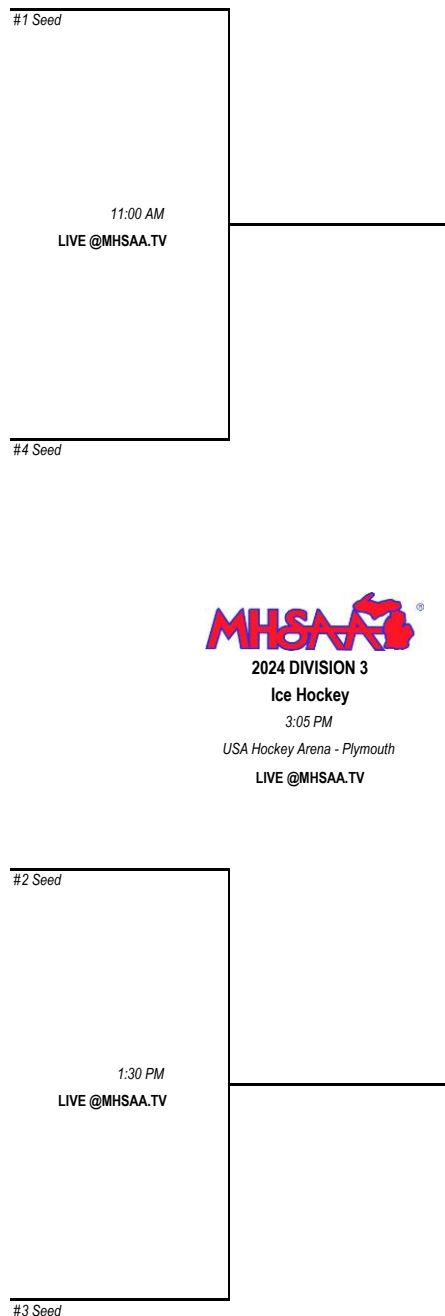 #1 Seed
11:00 AM
LIVE @MHSAA.TV
#4 Seed
MHSAA®
2024 DIVISION 3
Ice Hockey
3:05 PM
USA Hockey Arena - Plymouth
LIVE @MHSAA.TV
#2 Seed
1:30 PM
LIVE @MHSAA.TV
#3 Seed